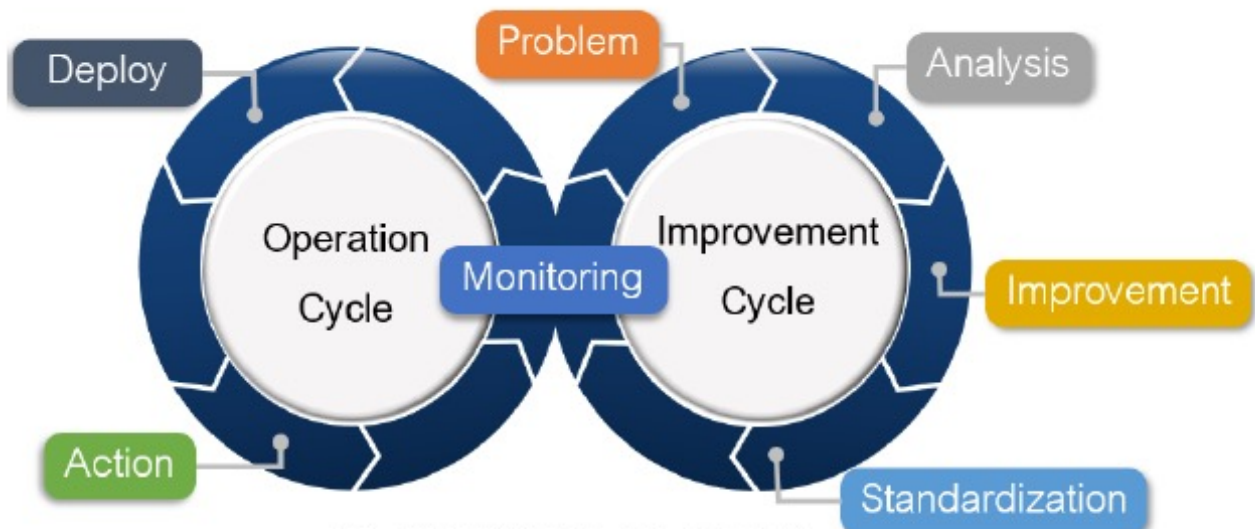 Deploy
Problem
Analysis
Operation
Cycle
Monitoring
Improvement
Cycle
Improvement
Action
Standardization